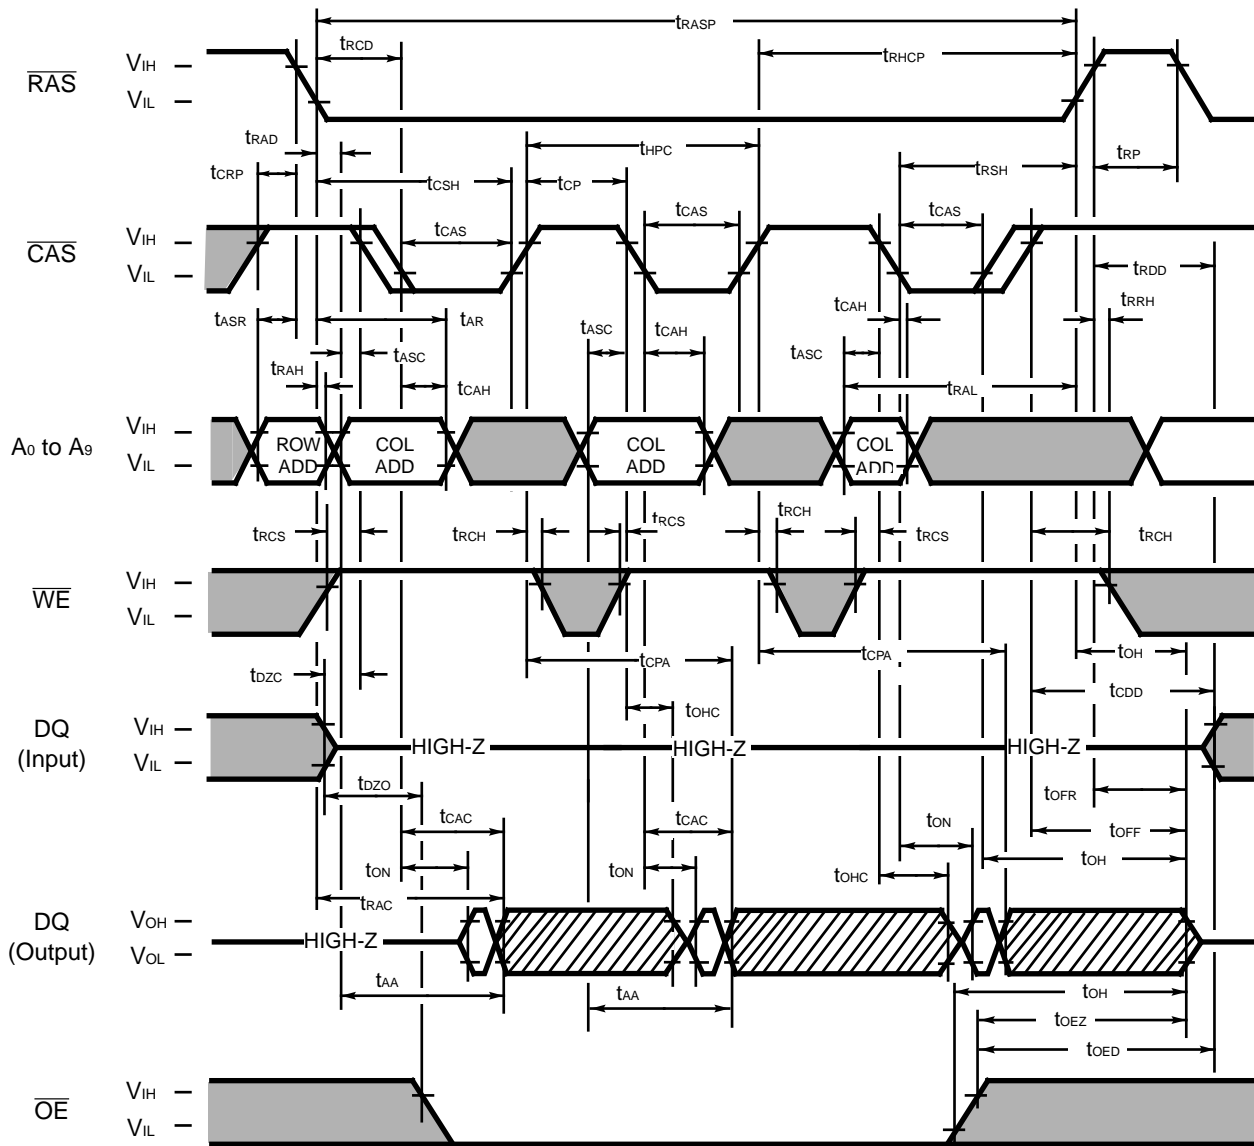 tRASP
tRCD
tRHCP
RAS
VIH
VIL
tRAD
tHPC
tRP
tCRP
tCSH
tCP
tRSH
CAS
VIH
VIL
tCAS
tCAS
tCAS
tRDD
tASR
tAR
tASC
tCAH
tCAH
tRRH
tRAH
tASC
tCAH
tASC
tRAL
A0 to A9
VIH
VIL
ROW
ADD
COL
ADD
COL
ADD
COL
ADD
tRCS
tRCH
tRCS
tRCH
tRCS
tRCH
WE
VIH
VIL
tCPA
tCPA
tOH
tDZC
tOHC
tCDD
DQ
(Input)
VIH
VIL
HIGH-Z
HIGH-Z
HIGH-Z
tDZO
tOFR
tCAC
tCAC
tON
tOFF
tON
tON
tOHC
tOH
tRAC
DQ
(Output)
VOH
VOL
HIGH-Z
tAA
tAA
tOH
tOEZ
tOED
OE
VIH
VIL